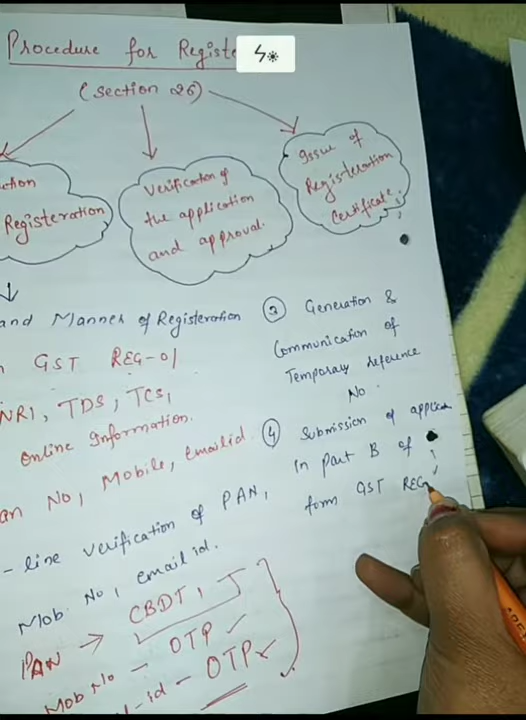 Procedure for Registe
(Section 26)
ction
Registeration
Verification of
the application
and approval.
Issue of
Registeration
Certificate
and Manner of Registeration
GST REG-01
NRI, TDS, TCS,
Online Information.
an No, Mobile, Emailid.
-line verification of PAN,
Mob No, email id.
PAN → CBDT,
Mob No - OTP ✓
-id - OTP ✓
③ Generation &
Communication of
Temporary reference
No.
④ Submission of applicat
in Part B of
form GST REG